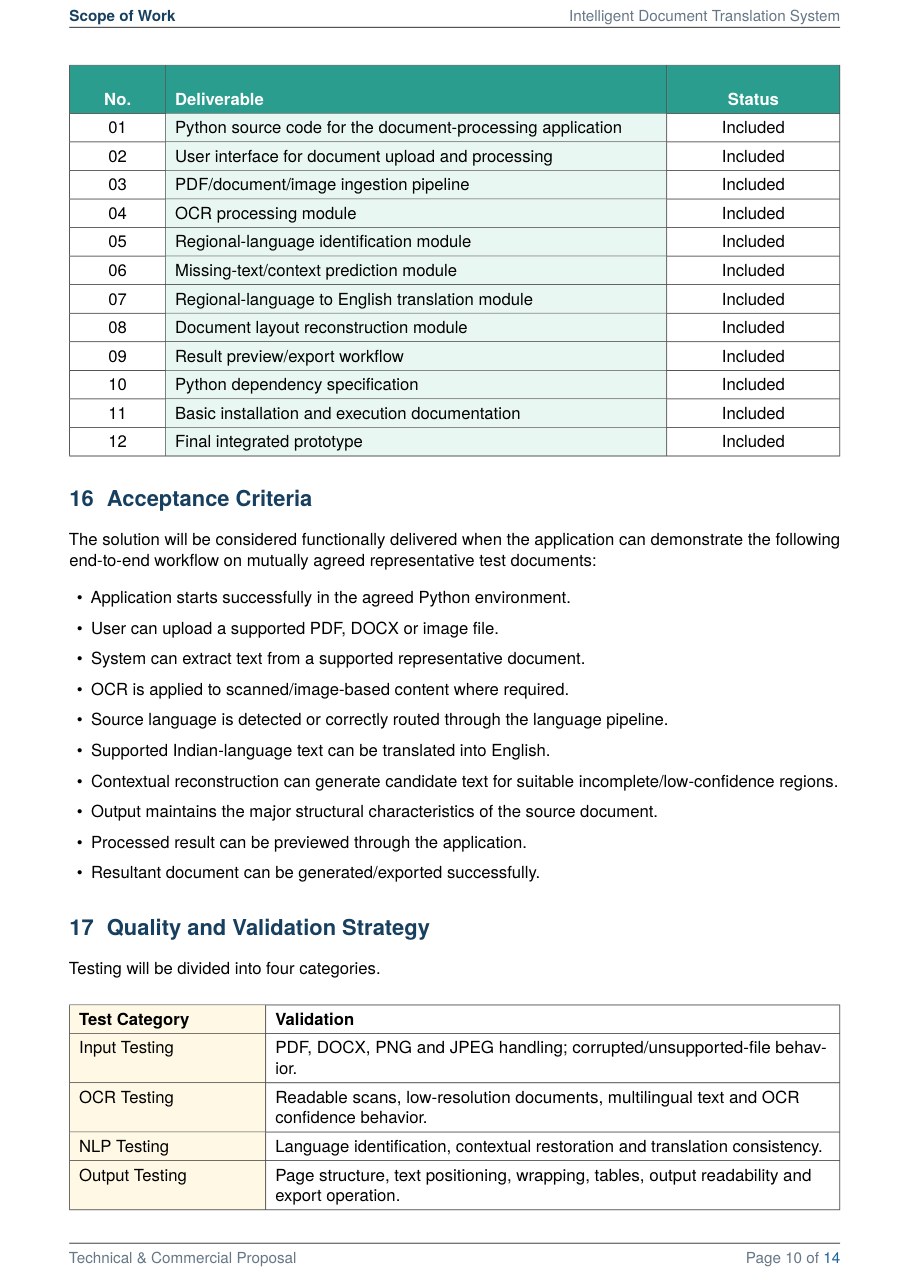 Scope of Work Intelligent Document Translation System
No. Deliverable Status
01 Python source code for the document-processing application Included
02 User interface for document upload and processing Included
03 PDF/document/image ingestion pipeline Included
04 OCR processing module Included
05 Regional-language identification module Included
06 Missing-text/context prediction module Included
07 Regional-language to English translation module Included
08 Document layout reconstruction module Included
09 Result preview/export workflow Included
10 Python dependency specification Included
11 Basic installation and execution documentation Included
12 Final integrated prototype Included
16 Acceptance Criteria
The solution will be considered functionally delivered when the application can demonstrate the following
end-to-end workflow on mutually agreed representative test documents:
• Application starts successfully in the agreed Python environment.
• User can upload a supported PDF, DOCX or image file.
• System can extract text from a supported representative document.
• OCR is applied to scanned/image-based content where required.
• Source language is detected or correctly routed through the language pipeline.
• Supported Indian-language text can be translated into English.
• Contextual reconstruction can generate candidate text for suitable incomplete/low-confidence regions.
• Output maintains the major structural characteristics of the source document.
• Processed result can be previewed through the application.
• Resultant document can be generated/exported successfully.
17 Quality and Validation Strategy
Testing will be divided into four categories.
Test Category Validation
Input Testing PDF, DOCX, PNG and JPEG handling; corrupted/unsupported-file behav-
ior.
OCR Testing Readable scans, low-resolution documents, multilingual text and OCR
confidence behavior.
NLP Testing Language identification, contextual restoration and translation consistency.
Output Testing Page structure, text positioning, wrapping, tables, output readability and
export operation.
Technical & Commercial Proposal Page 10 of 14